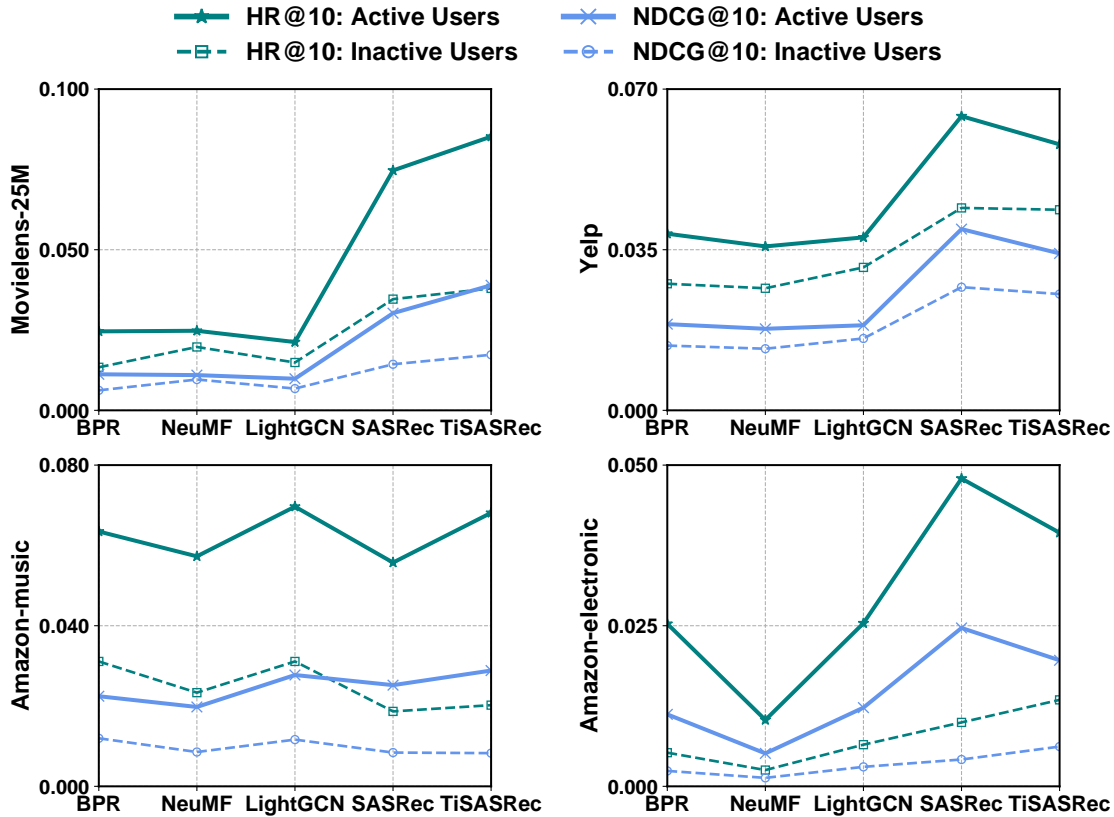 HR@10: Active Users
NDCG@10: Active Users
HR@10: Inactive Users
NDCG@10: Inactive Users
0.100
0.050
0.000
Movielens-25M
BPR NeuMF LightGCN SASRec TiSASRec
0.070
0.035
0.000
Yelp
BPR NeuMF LightGCN SASRec TiSASRec
0.080
0.040
0.000
Amazon-music
BPR NeuMF LightGCN SASRec TiSASRec
0.050
0.025
0.000
Amazon-electronic
BPR NeuMF LightGCN SASRec TiSASRec